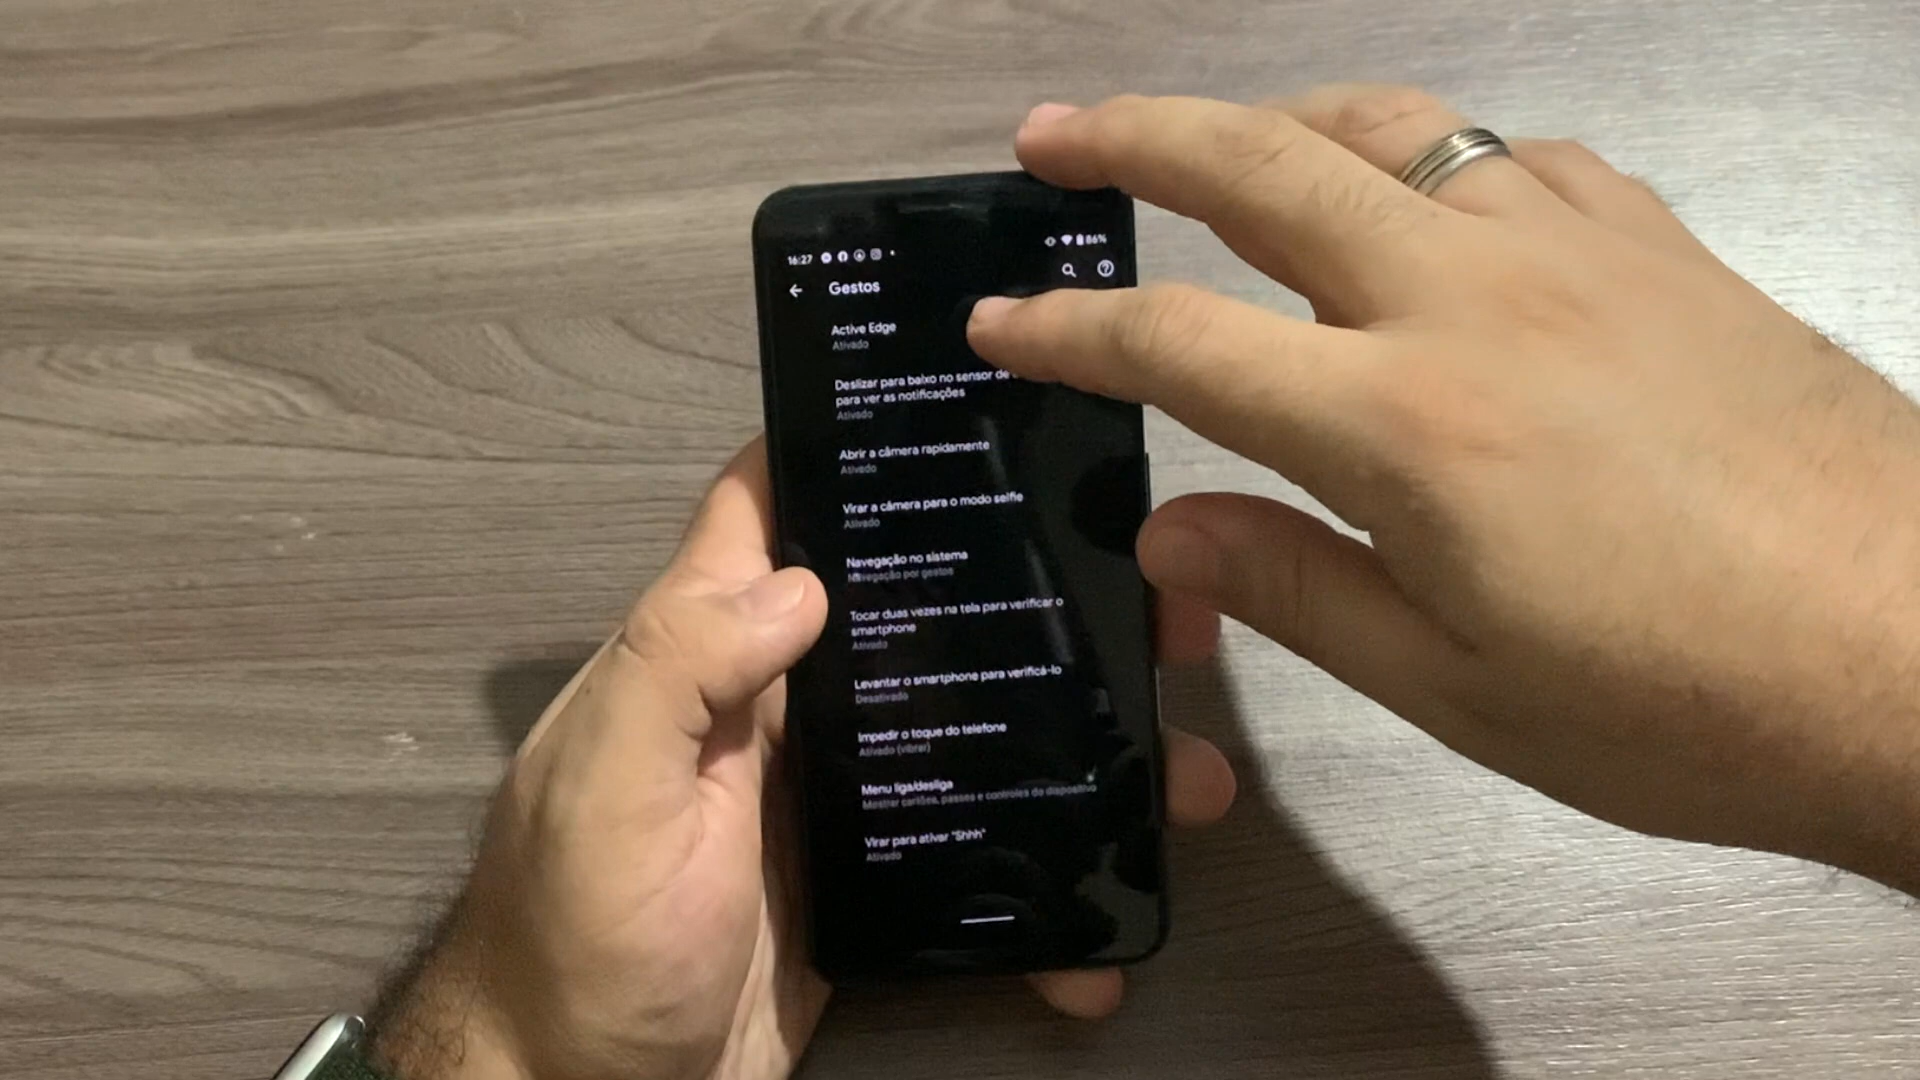 16:27
86%
Gestos
Active Edge
Ativado
Deslizar para baixo no sensor de
para ver as notificações
Ativado
Abrir a câmera rapidamente
Ativado
Virar a câmera para o modo selfie
Ativado
Navegação no sistema
Navegação por gestos
Tocar duas vezes na tela para verificar o
smartphone
Ativado
Levantar o smartphone para verificá-lo
Desativado
Impedir o toque do telefone
Ativado (vibrar)
Menu liga/desliga
Mostrar cartões, passes e controles do dispositivo
Virar para ativar "Shhh"
Ativado